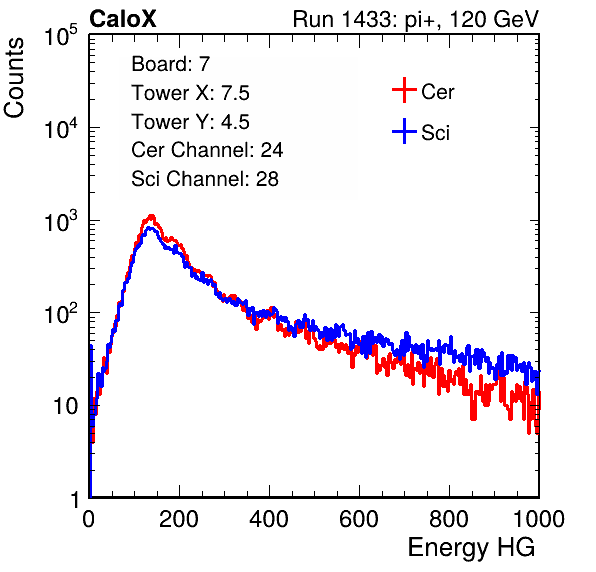 CaloX Run 1433: pi+, 120 GeV
Counts
Board: 7
Tower X: 7.5
Tower Y: 4.5
Cer Channel: 24
Sci Channel: 28
Cer
Sci
10^5
10^4
10^3
10^2
10
1
0 200 400 600 800 1000
Energy HG